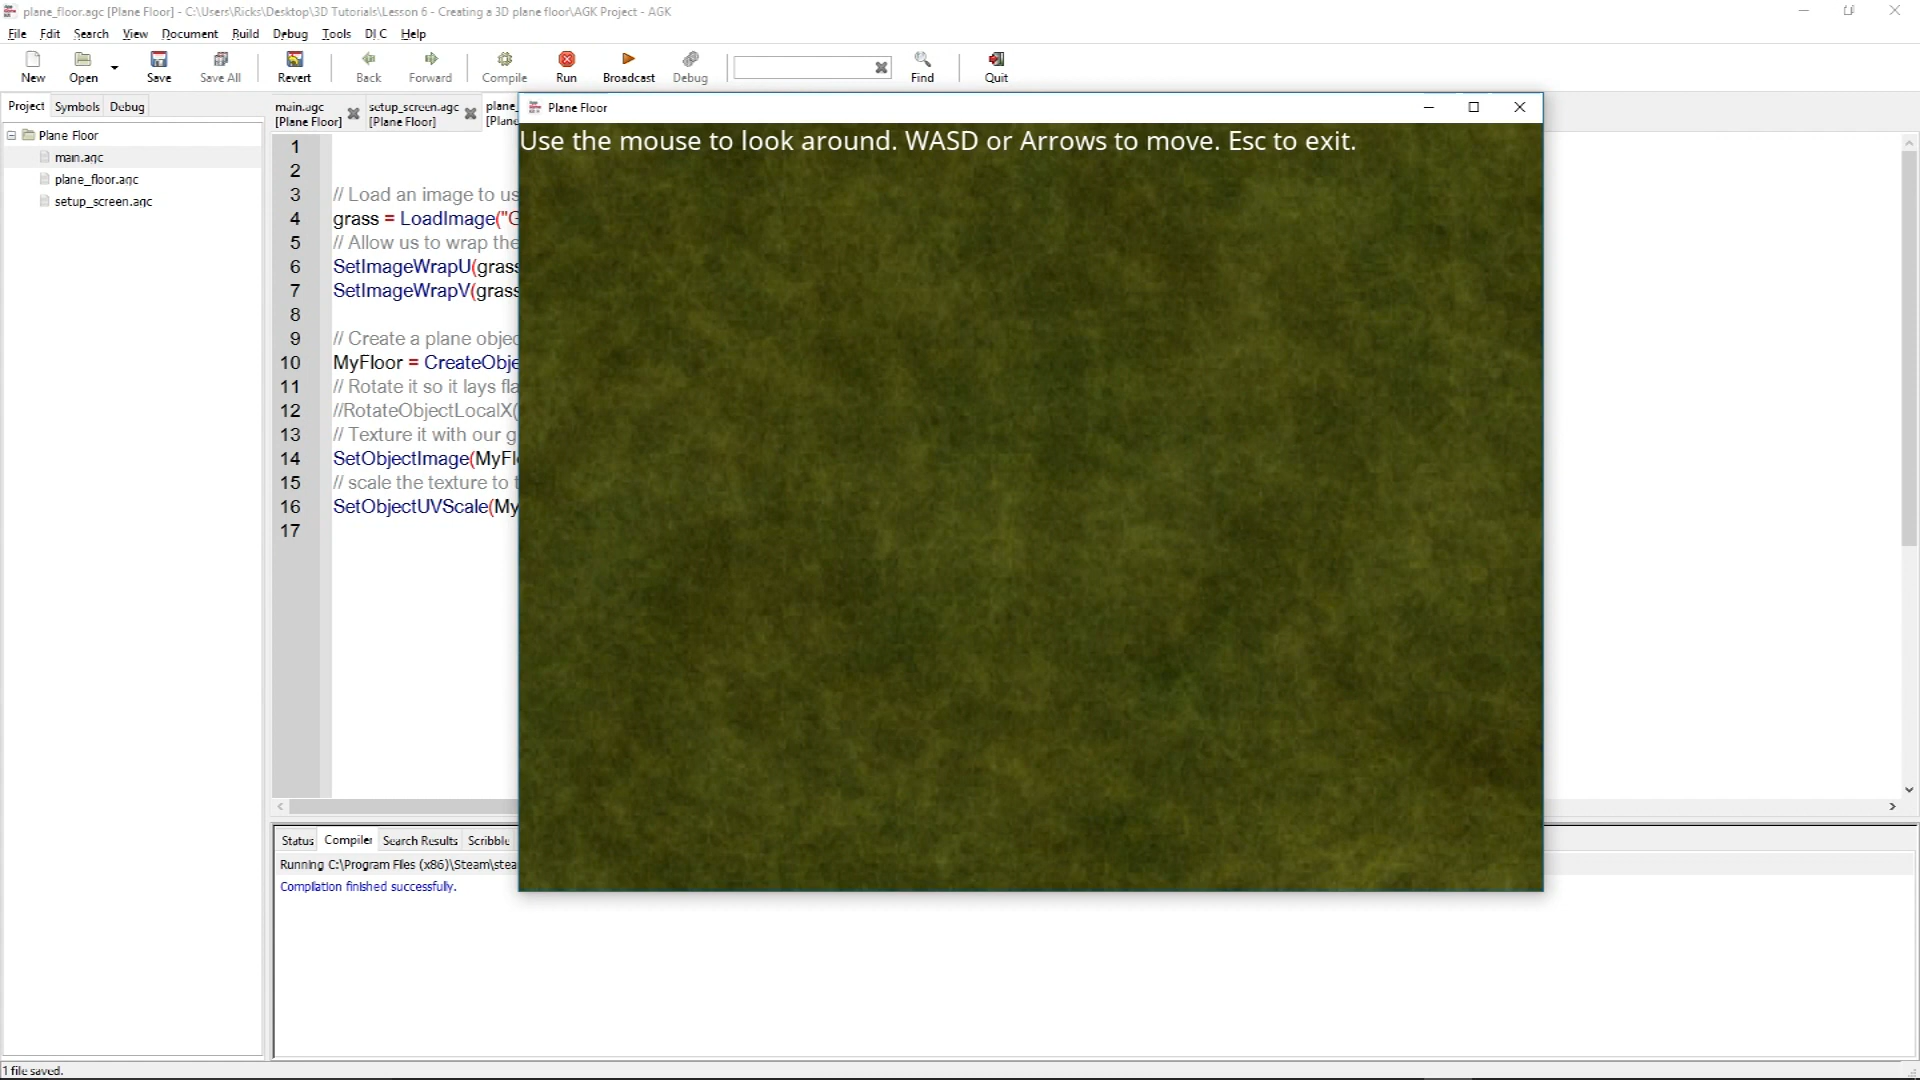 plane_floor.agc [Plane Floor] - C:\Users\Ricks\Desktop\3D Tutorials\Lesson 6 - Creating a 3D plane floor\AGK Project - AGK
File Edit Search View Document Build Debug Tools DLC Help
New Open Save Save All Revert Back Forward Compile Run Broadcast Debug Find Quit
Project Symbols Debug
main.agc
[Plane Floor]
setup_screen.agc
[Plane Floor]
plane_
[Plane
Plane Floor
main.agc
plane_floor.agc
setup_screen.agc
Plane Floor
Use the mouse to look around. WASD or Arrows to move. Esc to exit.
1
2
3 // Load an image to us
4 grass = LoadImage("G
5 // Allow us to wrap the
6 SetImageWrapU(grass
7 SetImageWrapV(grass
8
9 // Create a plane objec
10 MyFloor = CreateObje
11 // Rotate it so it lays fla
12 //RotateObjectLocalX(
13 // Texture it with our g
14 SetObjectImage(MyFl
15 // scale the texture to t
16 SetObjectUVScale(My
17
Status Compiler Search Results Scribble
Running C:\Program Files (x86)\Steam\stea
Compilation finished successfully.
1 file saved.